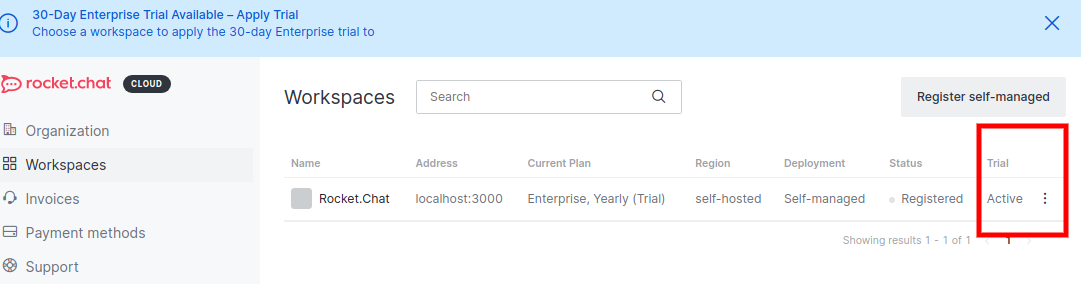 30-Day Enterprise Trial Available – Apply Trial
Choose a workspace to apply the 30-day Enterprise trial to
rocket.chat CLOUD
Organization
Workspaces
Invoices
Payment methods
Support
Workspaces Search Register self-managed
Name Address Current Plan Region Deployment Status Trial
Rocket.Chat localhost:3000 Enterprise, Yearly (Trial) self-hosted Self-managed Registered Active
Showing results 1 - 1 of 1 1